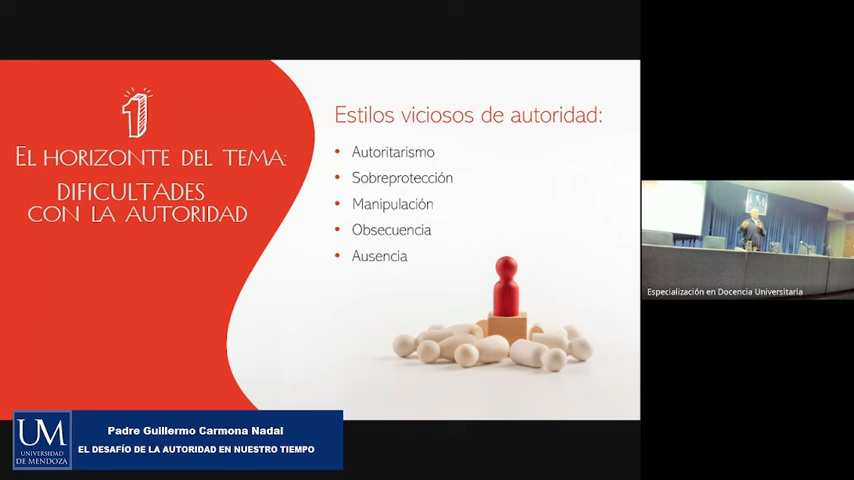 1
EL HORIZONTE DEL TEMA:
DIFICULTADES
CON LA AUTORIDAD
Estilos viciosos de autoridad:
• Autoritarismo
• Sobreprotección
• Manipulación
• Obsecuencia
• Ausencia
UM
Especialización en Docencia Universitaria
UM
UNIVERSIDAD
DE MENDOZA
Padre Guillermo Carmona Nadal
EL DESAFÍO DE LA AUTORIDAD EN NUESTRO TIEMPO